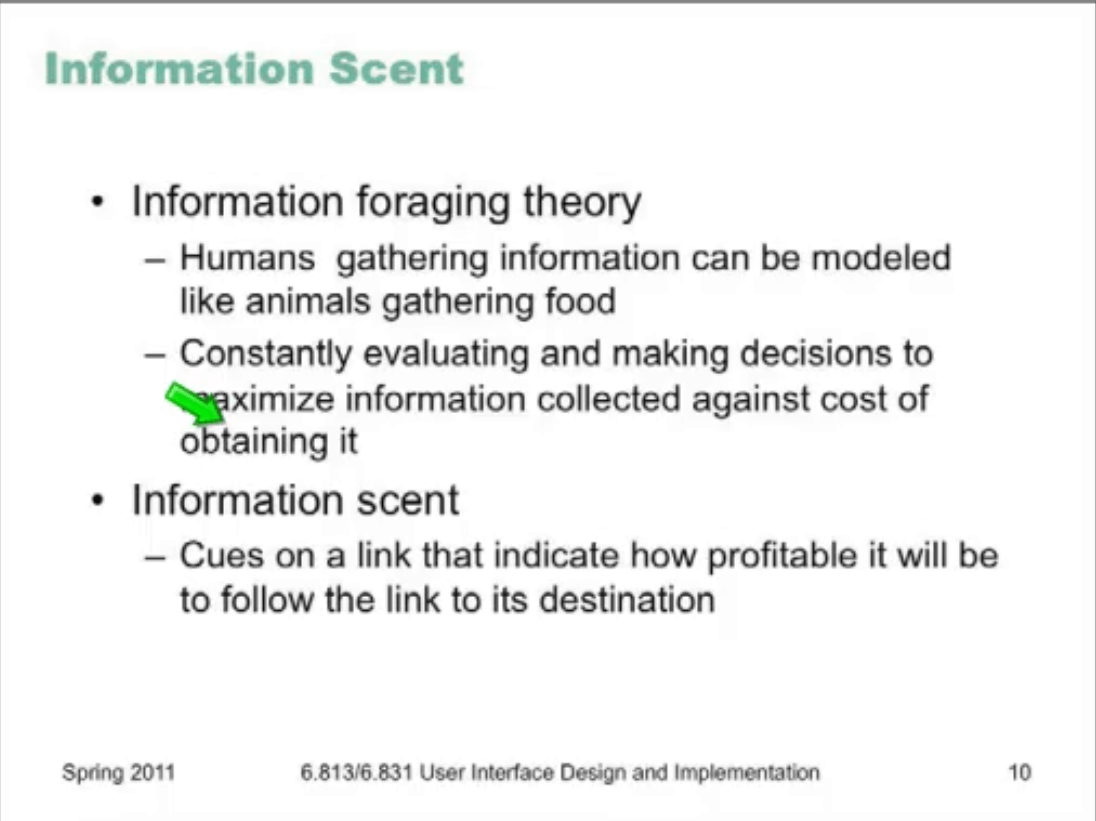 Information Scent
• Information foraging theory
– Humans gathering information can be modeled
like animals gathering food
– Constantly evaluating and making decisions to
maximize information collected against cost of
obtaining it
• Information scent
– Cues on a link that indicate how profitable it will be
to follow the link to its destination
Spring 2011 6.813/6.831 User Interface Design and Implementation 10